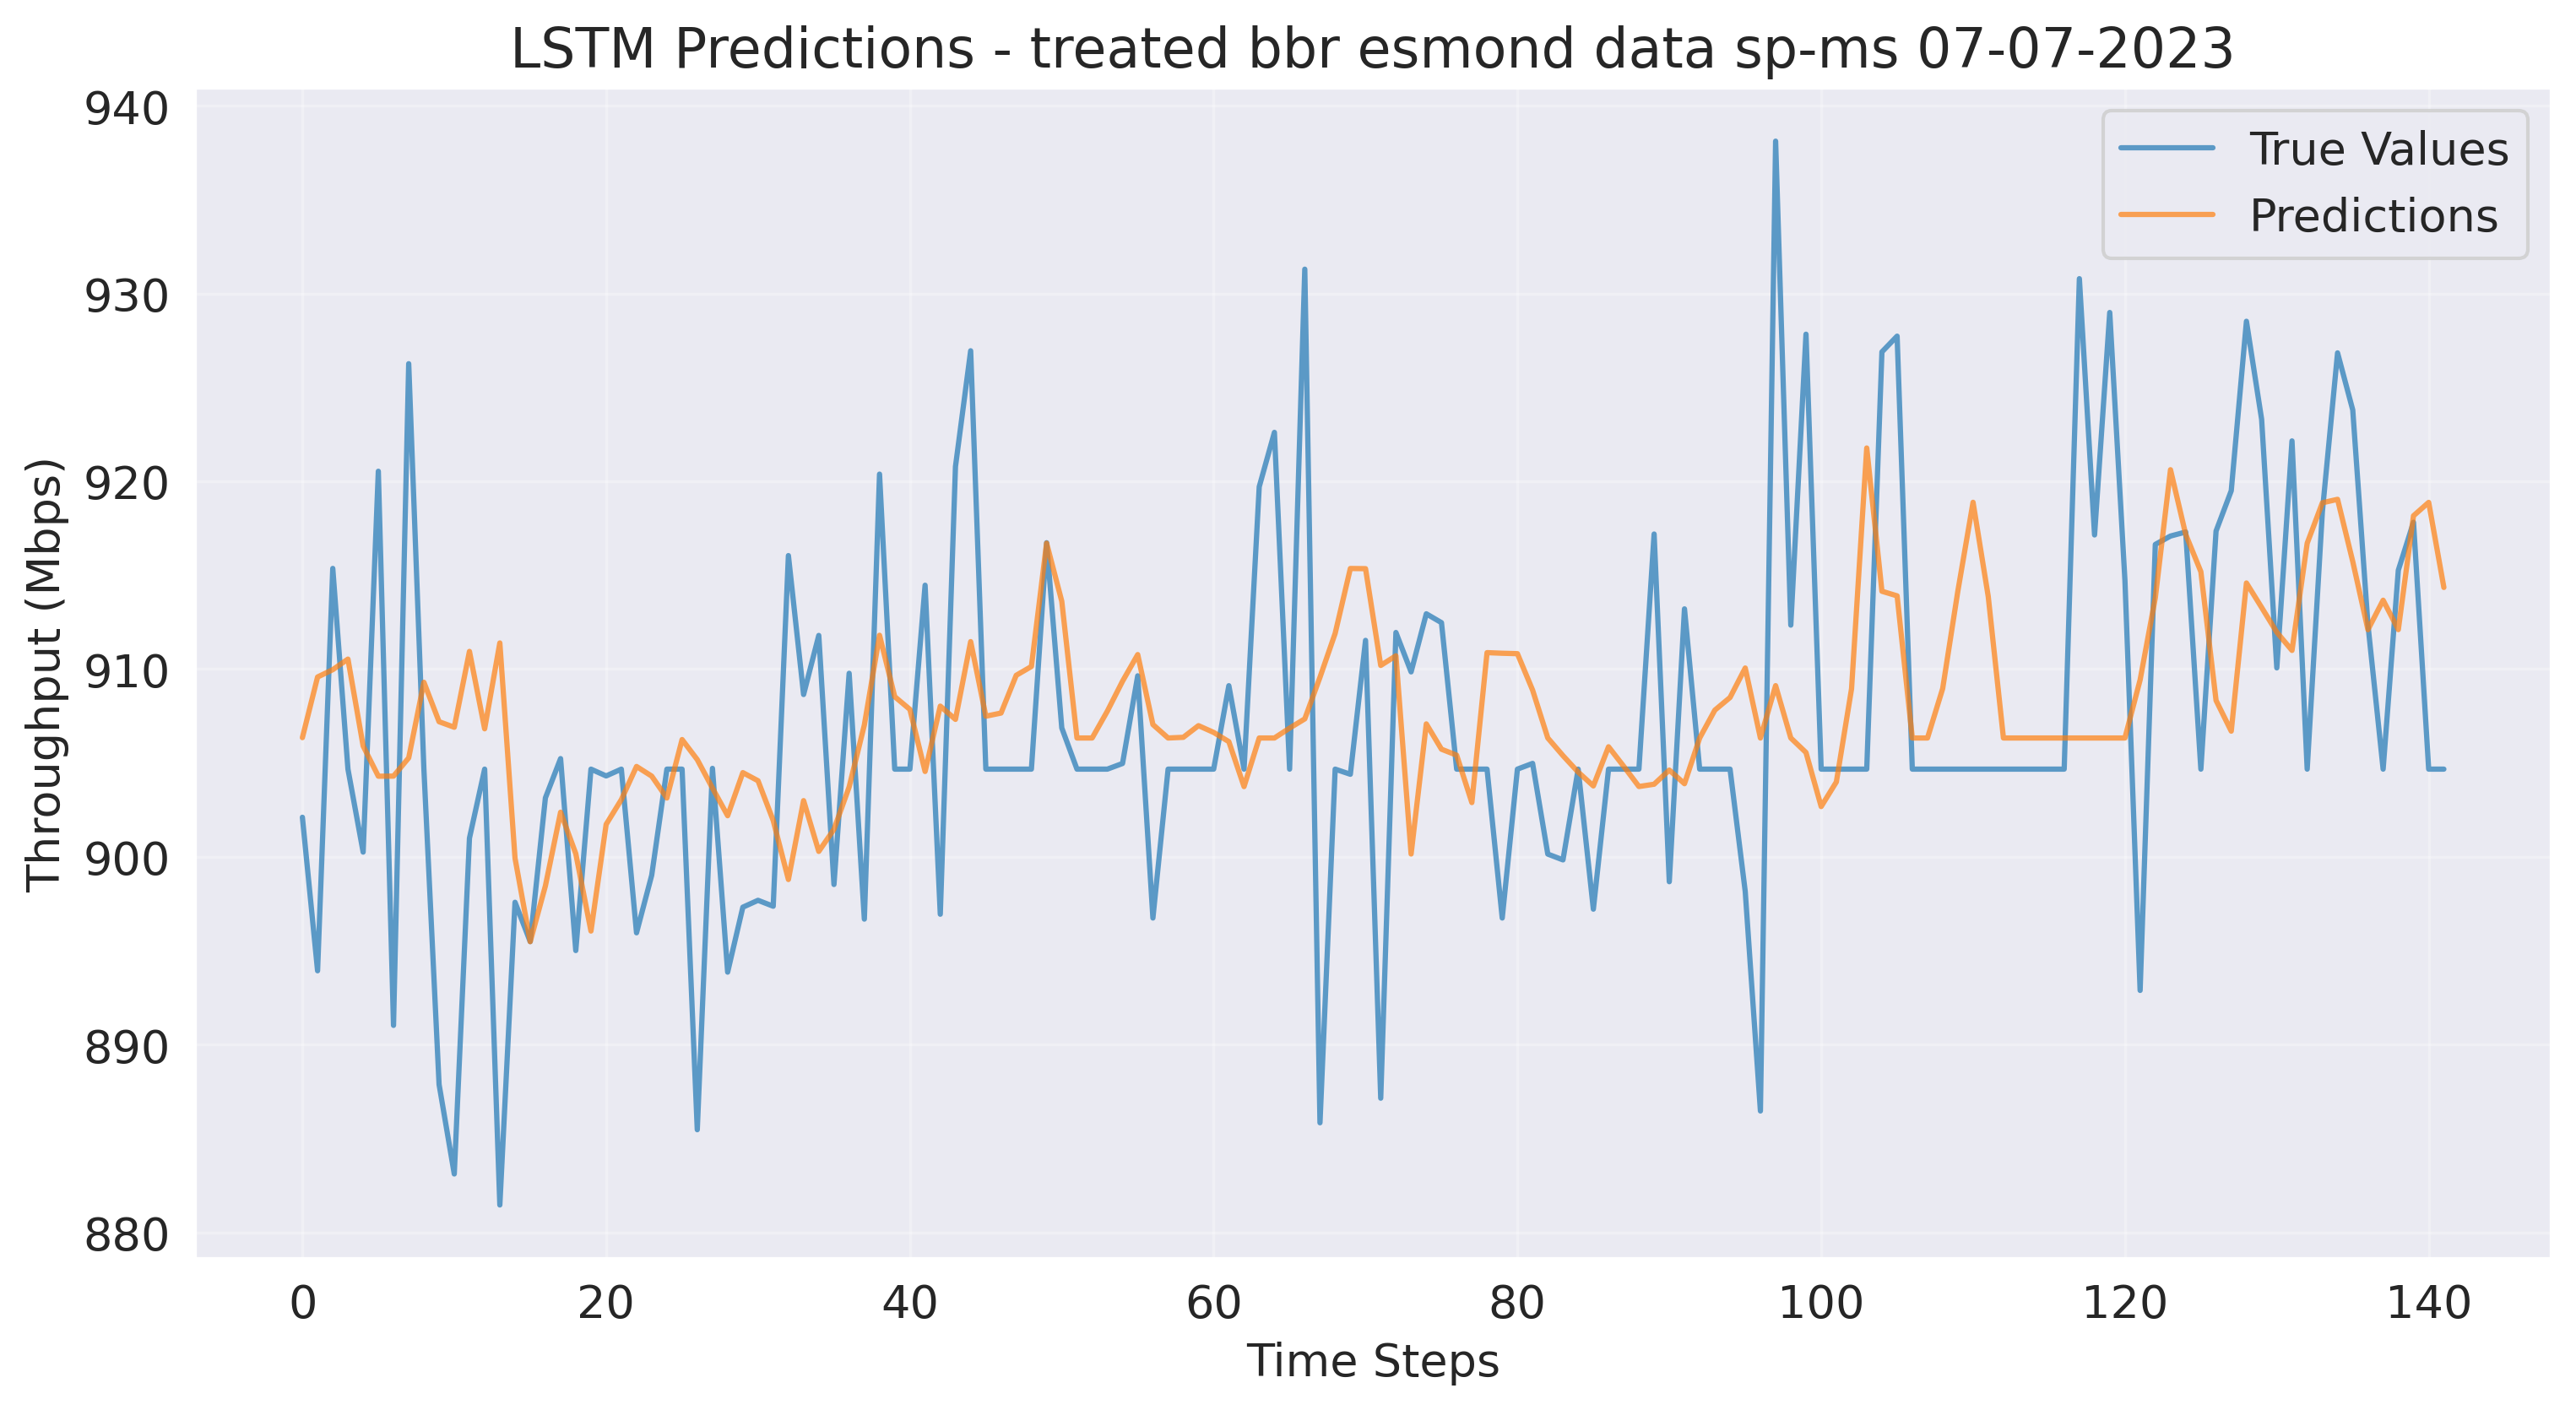 LSTM Predictions - treated bbr esmond data sp-ms 07-07-2023
True Values
Predictions
Throughput (Mbps)
940
930
920
910
900
890
880
0 20 40 60 80 100 120 140
Time Steps